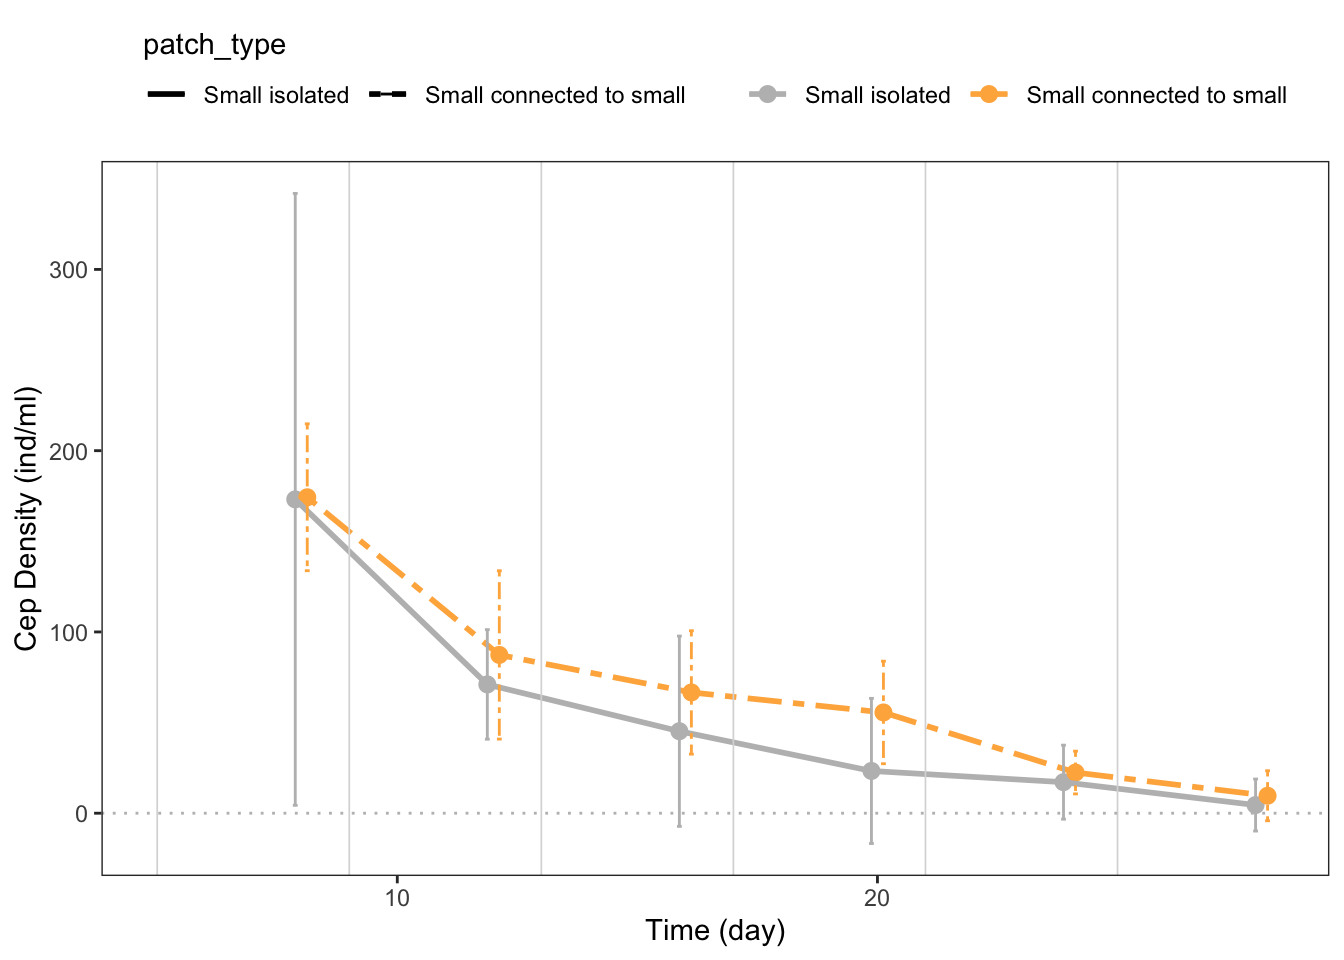 patch_type
Small isolated Small connected to small Small isolated Small connected to small
Cep Density (ind/ml)
300
200
100
0
10 20
Time (day)